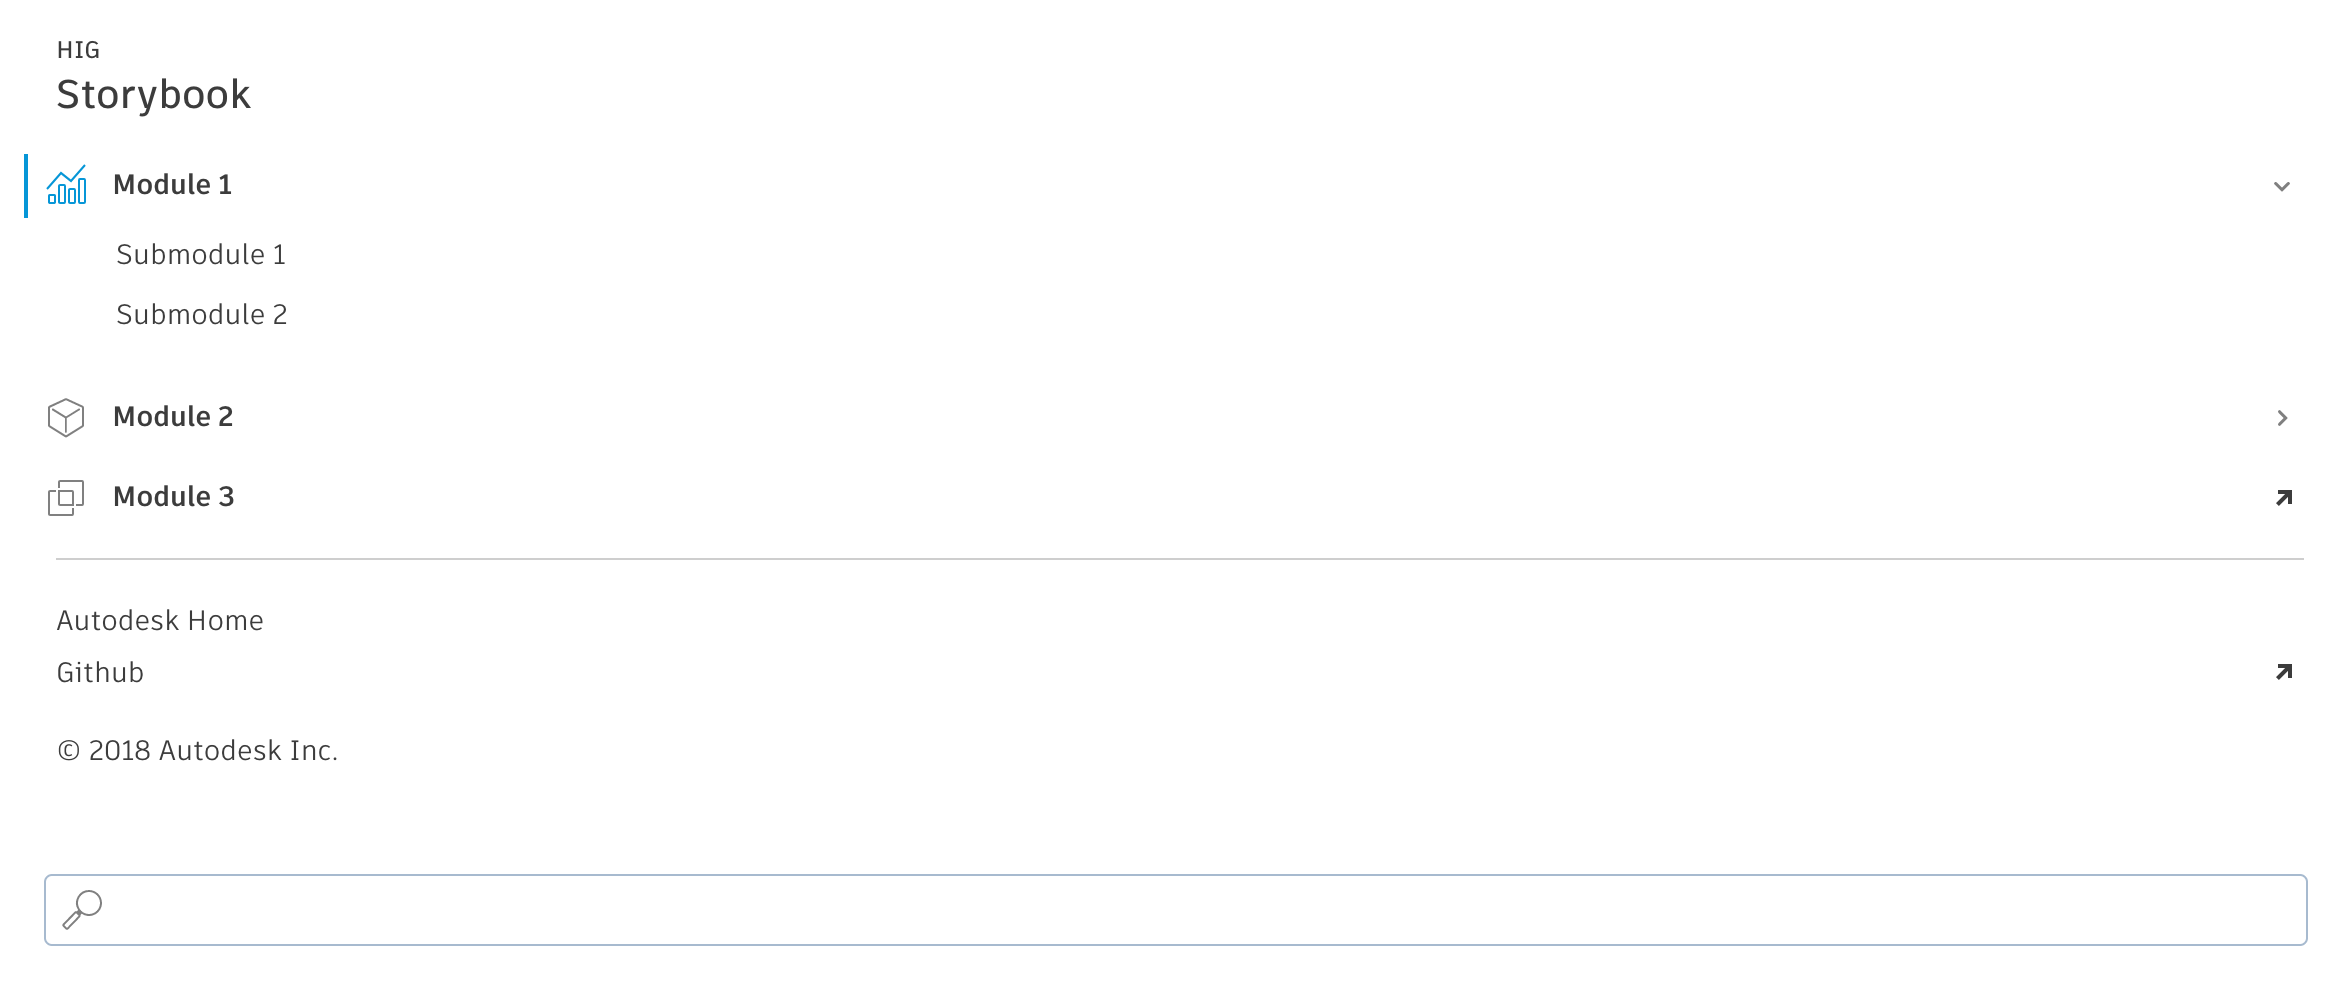 HIG
Storybook
Module 1
Submodule 1
Submodule 2
Module 2
Module 3
Autodesk Home
Github
© 2018 Autodesk Inc.